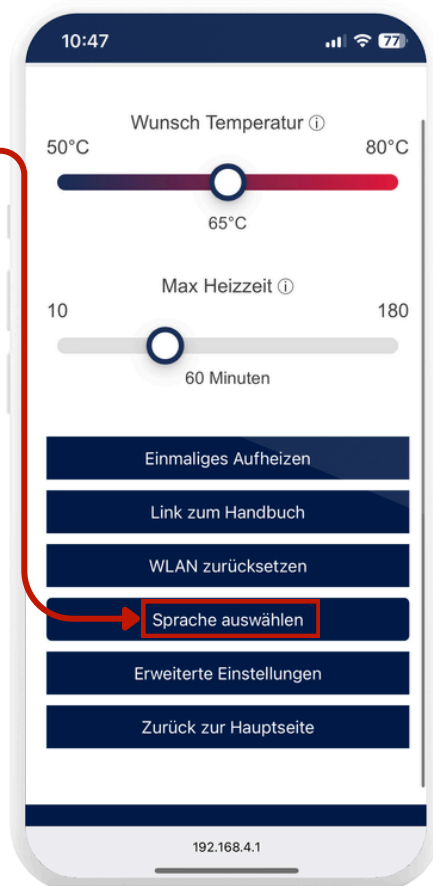 10:47
77
Wunsch Temperatur ⓘ
50°C 80°C
65°C
Max Heizzeit ⓘ
10 180
60 Minuten
Einmaliges Aufheizen
Link zum Handbuch
WLAN zurücksetzen
Sprache auswählen
Erweiterte Einstellungen
Zurück zur Hauptseite
192.168.4.1